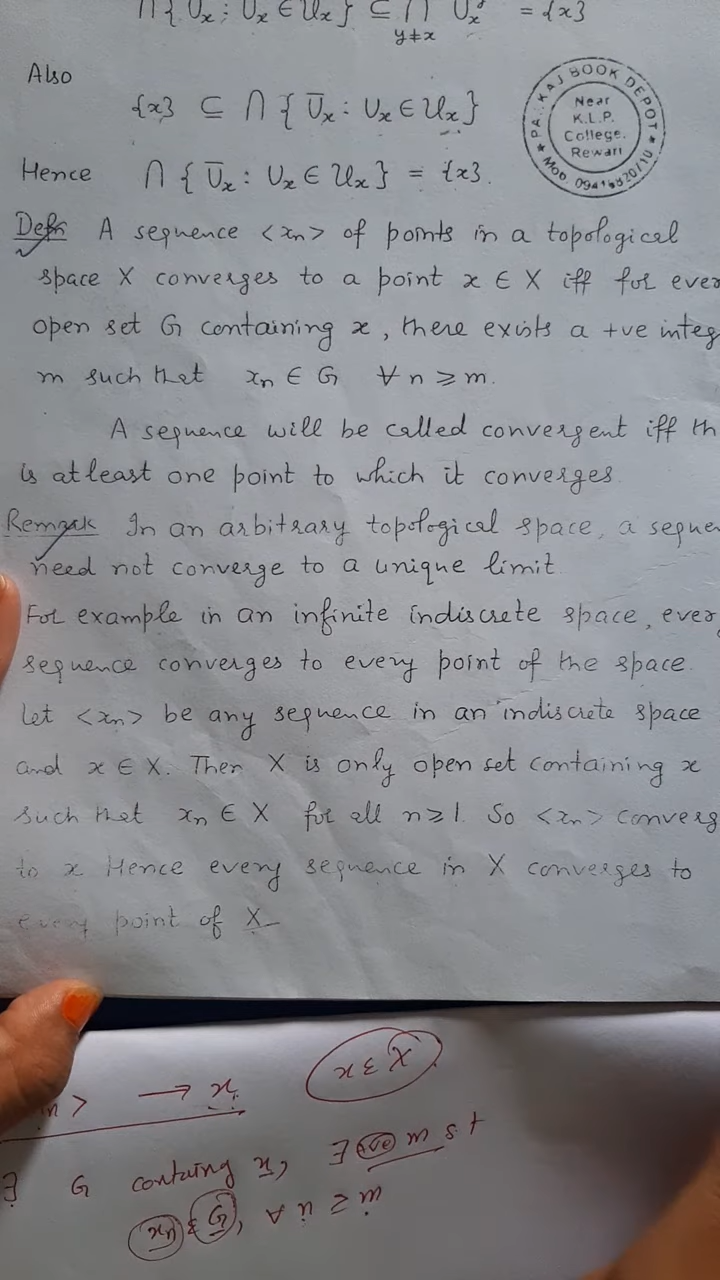 ∩{ Ux : Ux ∈ 𝒰x } ⊆ ∩ Ux^y = {x}
y≠x
Also
{x} ⊆ ∩ { Ūx : Ux ∈ 𝒰x }
Hence ∩ { Ūx : Ux ∈ 𝒰x } = {x}.
KAJ BOOK DEPOT
Near
K.L.P.
College.
Rewari
Defn A sequence <xn> of points in a topological
space X converges to a point x ∈ X iff for ever
open set G containing x, there exists a +ve integ
m such that xn ∈ G ∀ n ≥ m.
A sequence will be called convergent iff th
is atleast one point to which it converges
Remark In an arbitrary topological space, a seque
need not converge to a unique limit.
For example in an infinite indiscrete space, ever
sequence converges to every point of the space.
Let <xn> be any sequence in an indiscrete space
and x ∈ X. Then X is only open set containing x
such that xn ∈ X for all n ≥ 1. So <xn> converg
to x Hence every sequence in X converges to
every point of X
x ∈ X
→ x
G containg x, ∃ +ve m s t
xn ∈ G, ∀ n ≥ m